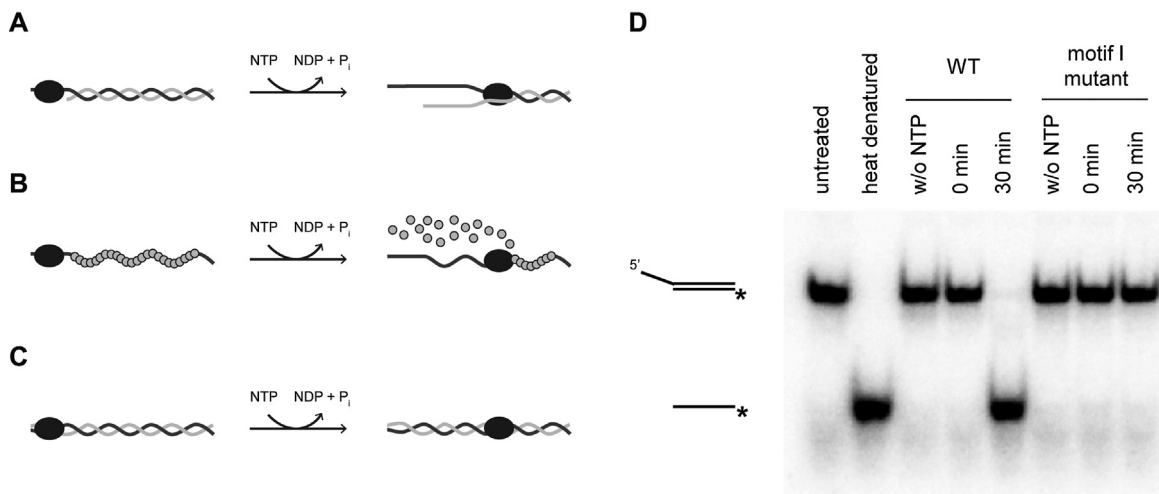 A
NTP NDP + Pi
B
NTP NDP + Pi
C
NTP NDP + Pi
D
WT
motif I
mutant
untreated
heat denatured
w/o NTP
0 min
30 min
w/o NTP
0 min
30 min
5'
*
*